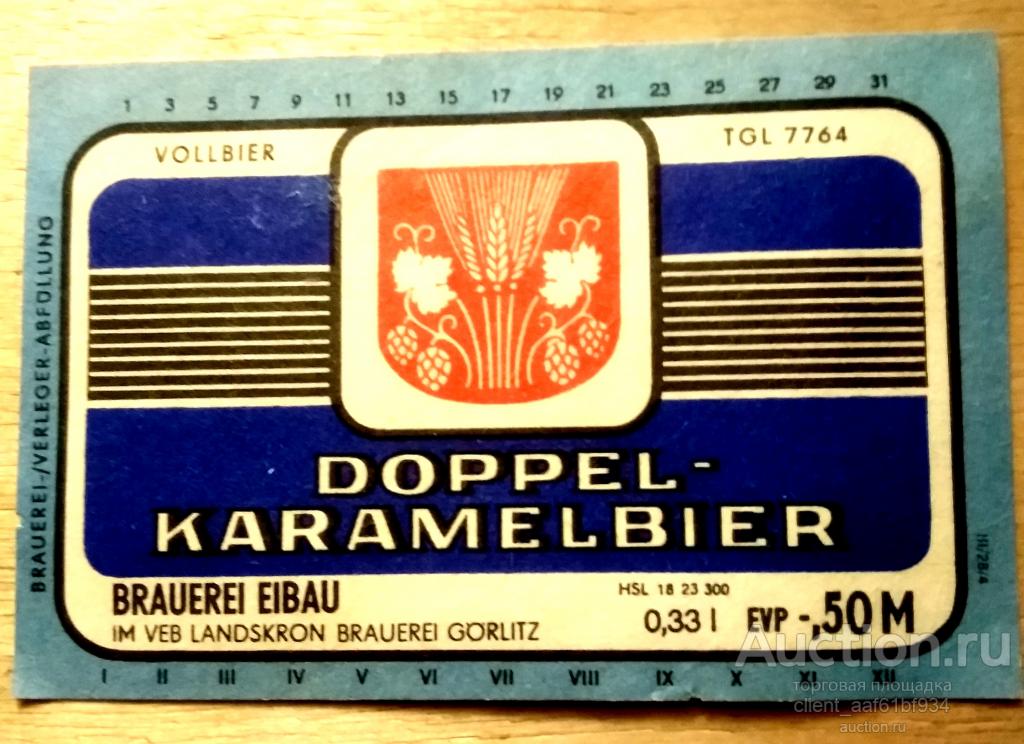 1 3 5 7 9 11 13 15 17 19 21 23 25 27 29 31
VOLLBIER
TGL 7764
BRAUEREI-/VERLEGER-ABFÜLLUNG
DOPPEL-
KARAMELBIER
BRAUEREI EIBAU
IM VEB LANDSKRON BRAUEREI GÖRLITZ
HSL 18 23 300
0,33 l EVP -,50 M
I II III IV V VI VII VIII IX X XI XII
Auction.ru
торговая площадка
client_aaf61bf934
auction.ru